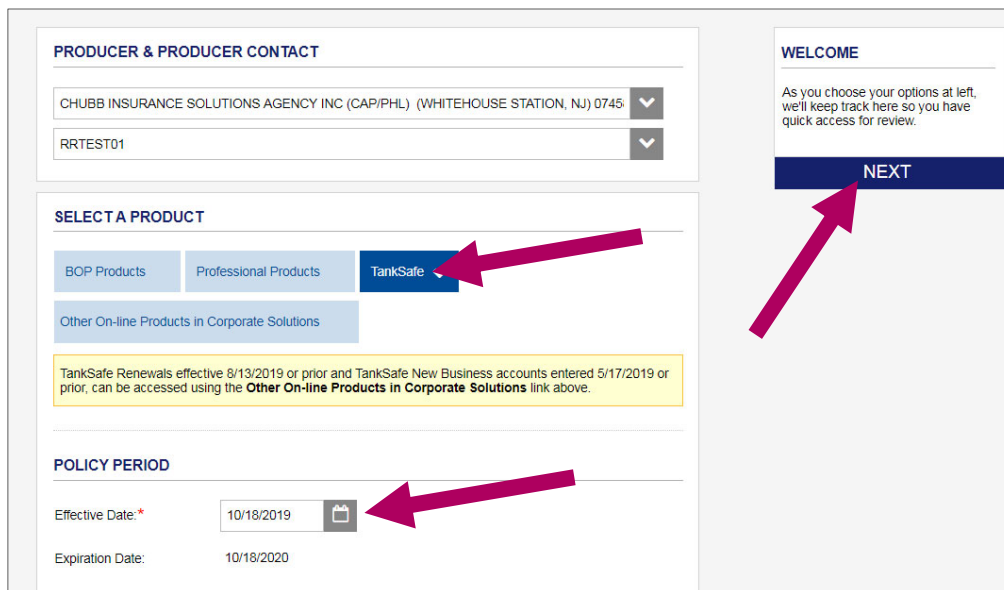 PRODUCER & PRODUCER CONTACT
CHUBB INSURANCE SOLUTIONS AGENCY INC (CAP/PHL) (WHITEHOUSE STATION, NJ) 0745
RRTEST01
SELECT A PRODUCT
BOP Products
Professional Products
TankSafe
Other On-line Products in Corporate Solutions
TankSafe Renewals effective 8/13/2019 or prior and TankSafe New Business accounts entered 5/17/2019 or
prior, can be accessed using the Other On-line Products in Corporate Solutions link above.
POLICY PERIOD
Effective Date:*
10/18/2019
Expiration Date:
10/18/2020
WELCOME
As you choose your options at left,
we'll keep track here so you have
quick access for review.
NEXT